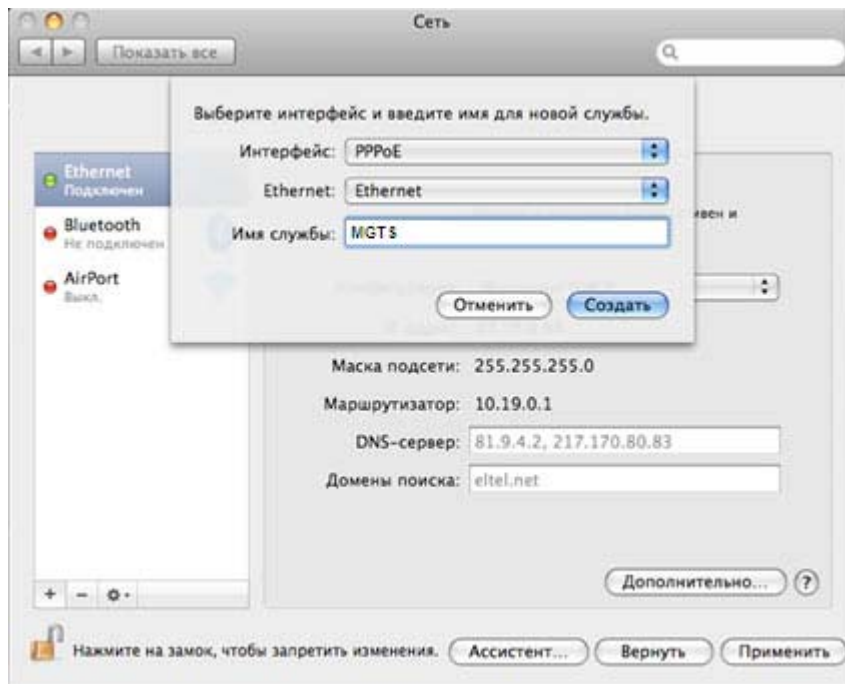 Сеть
Показать все
Выберите интерфейс и введите имя для новой службы.
Интерфейс: PPPoE
Ethernet: Ethernet
Имя службы: MGTS
Отменить
Создать
Ethernet
Подключен
Bluetooth
Не подключен
AirPort
Выкл.
Маска подсети: 255.255.255.0
Маршрутизатор: 10.19.0.1
DNS-сервер: 81.9.4.2, 217.170.80.83
Домены поиска: eltel.net
Дополнительно... ?
+ -
Нажмите на замок, чтобы запретить изменения. Ассистент... Вернуть Применить